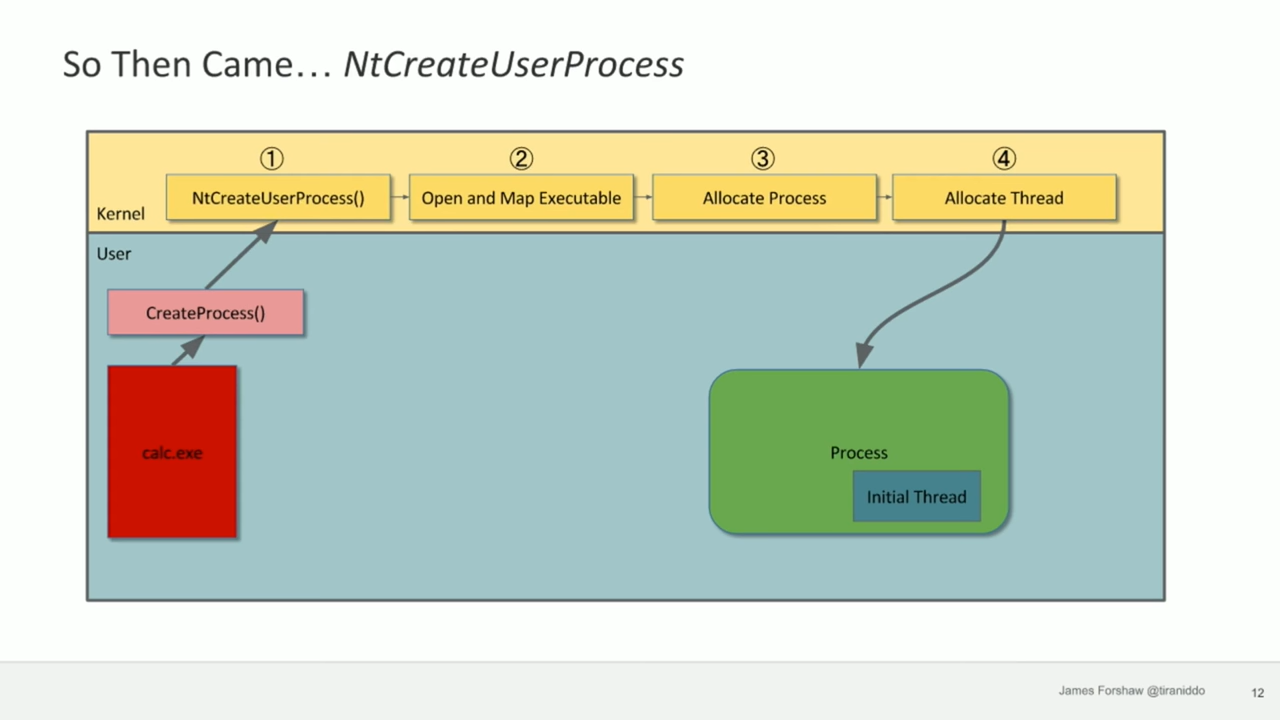 So Then Came… NtCreateUserProcess
① ② ③ ④
NtCreateUserProcess() Open and Map Executable Allocate Process Allocate Thread
Kernel
User
CreateProcess()
calc.exe
Process
Initial Thread
James Forshaw @tiraniddo 12